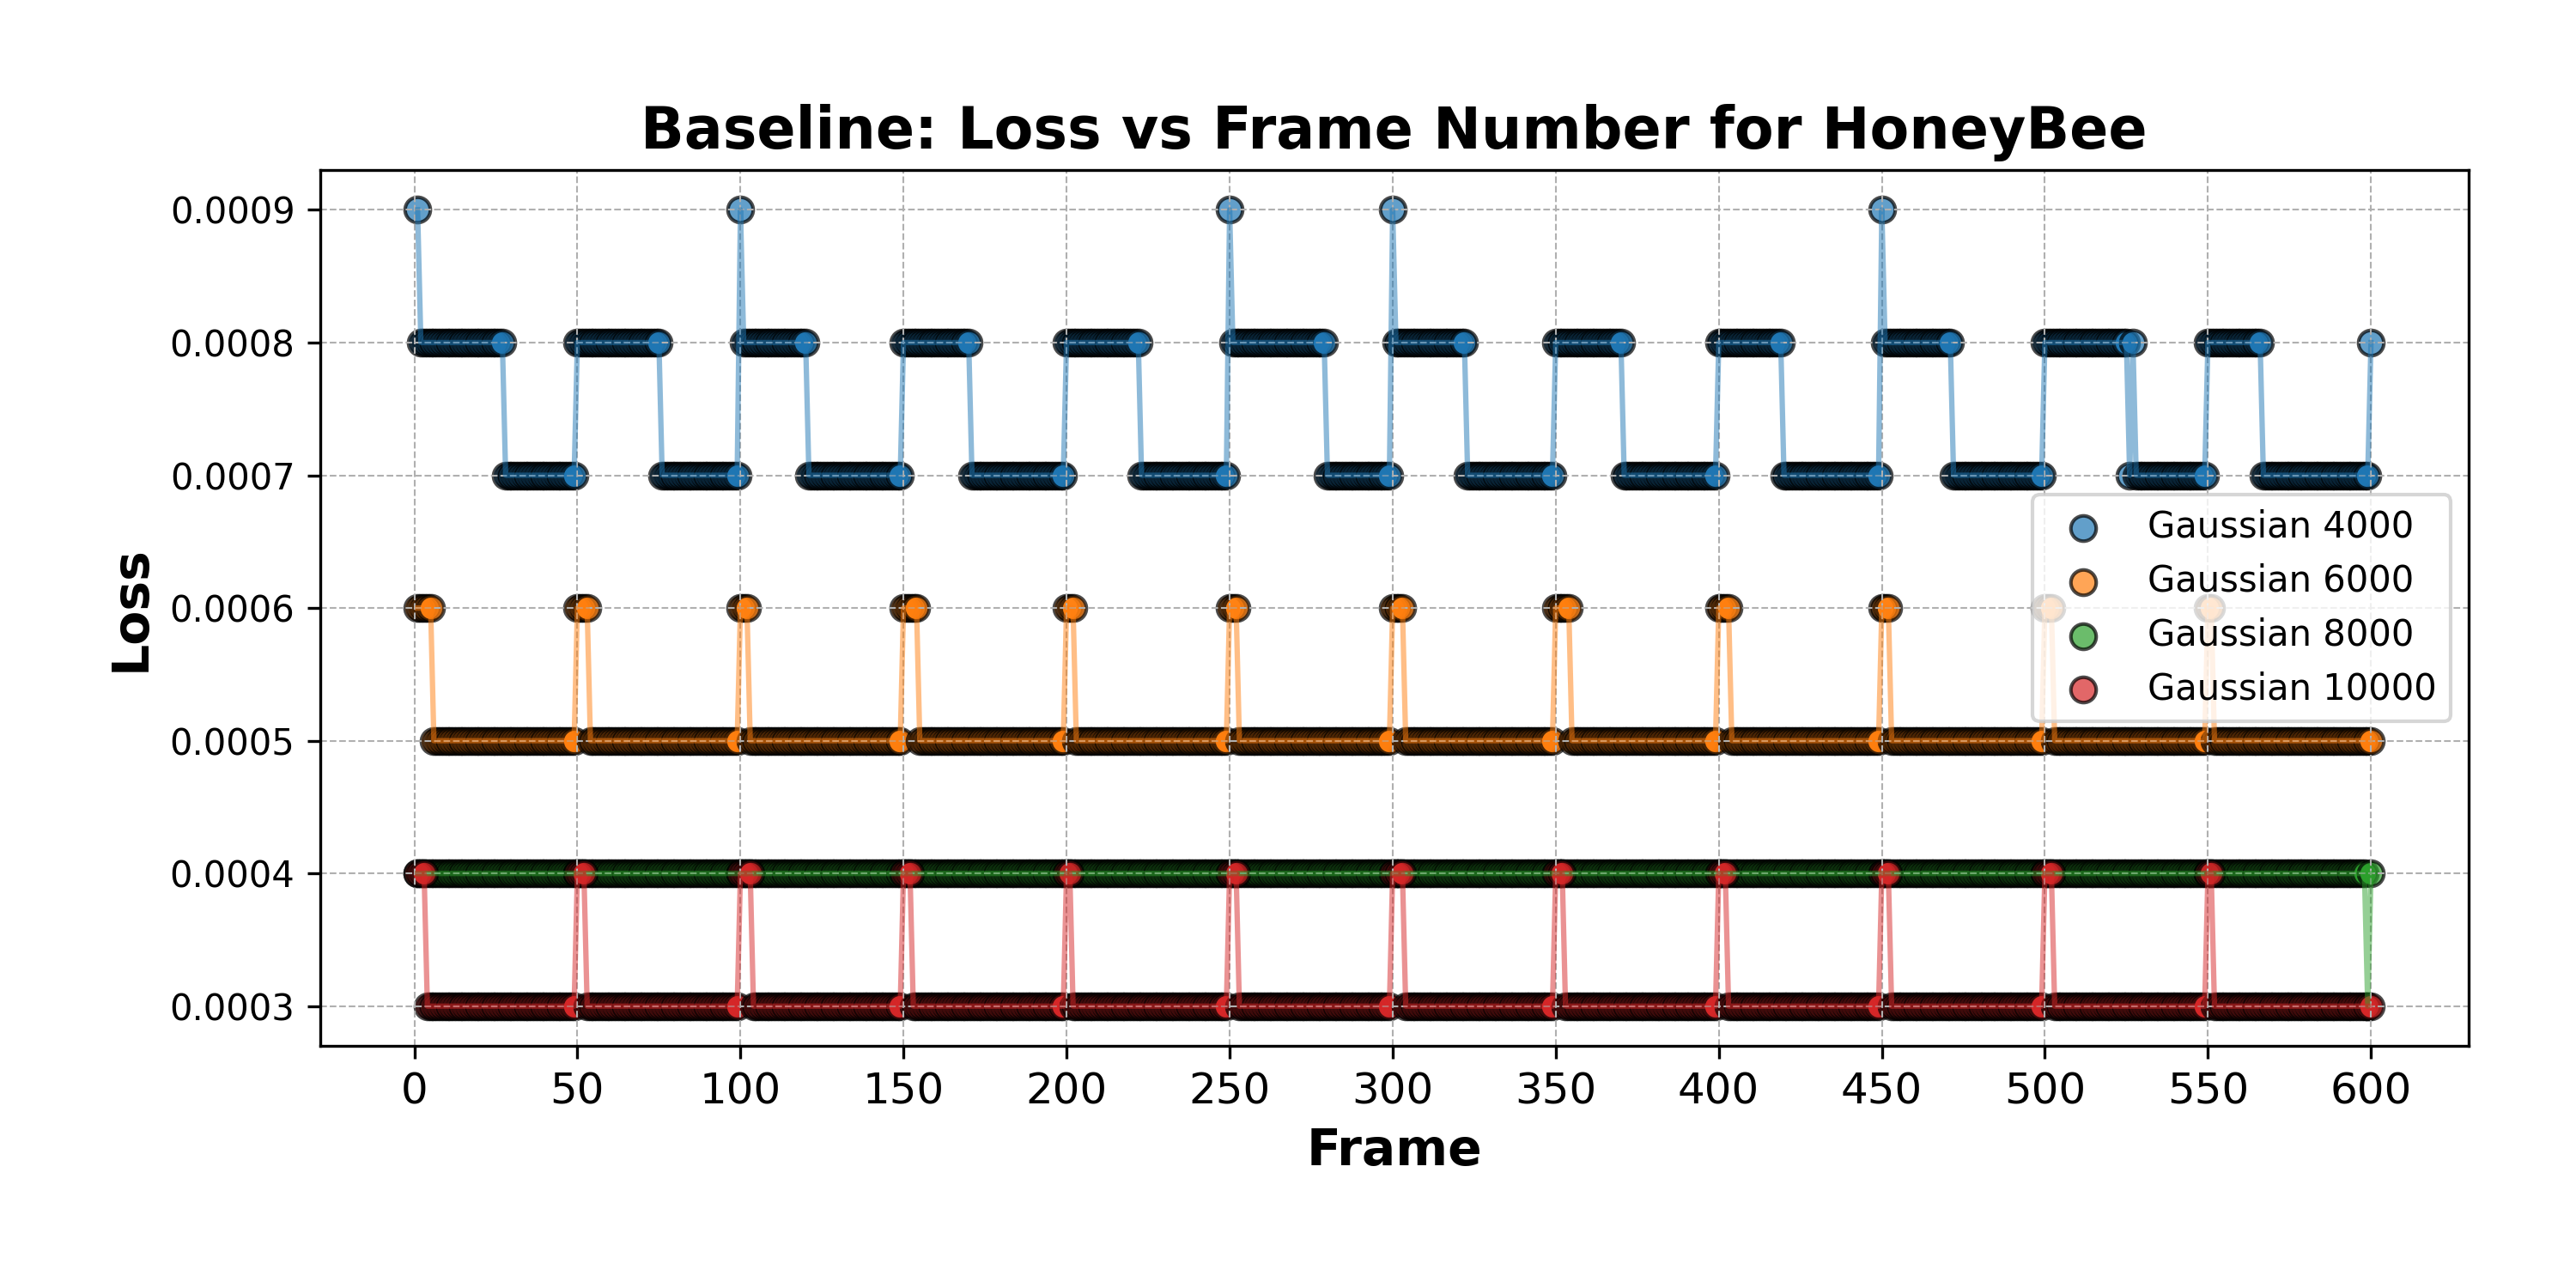 Baseline: Loss vs Frame Number for HoneyBee
Loss
0.0009
0.0008
0.0007
0.0006
0.0005
0.0004
0.0003
Gaussian 4000
Gaussian 6000
Gaussian 8000
Gaussian 10000
0 50 100 150 200 250 300 350 400 450 500 550 600
Frame